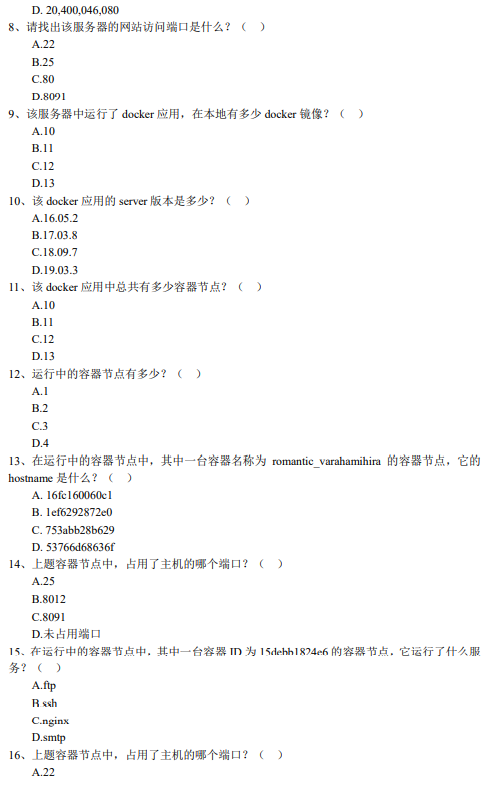 D. 20,400,046,080
8、请找出该服务器的网站访问端口是什么？（ ）
A.22
B.25
C.80
D.8091
9、该服务器中运行了 docker 应用，在本地有多少 docker 镜像？（ ）
A.10
B.11
C.12
D.13
10、该 docker 应用的 server 版本是多少？（ ）
A.16.05.2
B.17.03.8
C.18.09.7
D.19.03.3
11、该 docker 应用中总共有多少容器节点？（ ）
A.10
B.11
C.12
D.13
12、运行中的容器节点有多少？（ ）
A.1
B.2
C.3
D.4
13、在运行中的容器节点中，其中一台容器名称为 romantic_varahamihira 的容器节点，它的
hostname 是什么？（ ）
A. 16fc160060c1
B. 1ef6292872e0
C. 753abb28b629
D. 53766d68636f
14、上题容器节点中，占用了主机的哪个端口？（ ）
A.25
B.8012
C.8091
D.未占用端口
15、在运行中的容器节点中，其中一台容器 ID 为 15debb1824e6 的容器节点，它运行了什么服
务？（ ）
A.ftp
B.ssh
C.nginx
D.smtp
16、上题容器节点中，占用了主机的哪个端口？（ ）
A.22